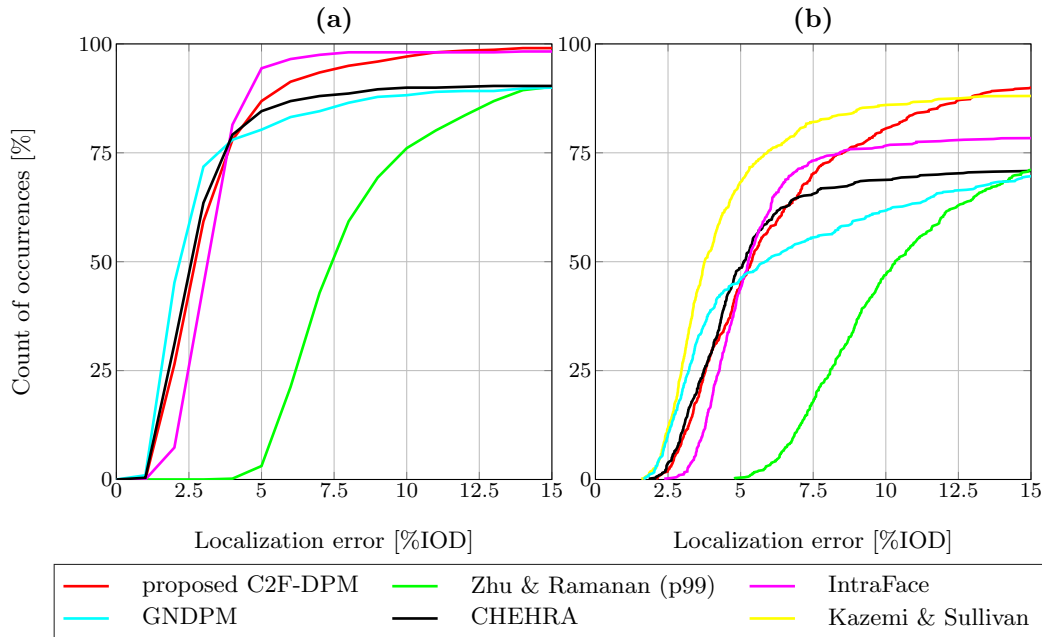 (a)
(b)
Count of occurrences [%]
100
75
50
25
0
0 2.5 5 7.5 10 12.5 15
Localization error [%IOD]
100
75
50
25
0
0 2.5 5 7.5 10 12.5 15
Localization error [%IOD]
proposed C2F-DPM
Zhu & Ramanan (p99)
IntraFace
GNDPM
CHEHRA
Kazemi & Sullivan